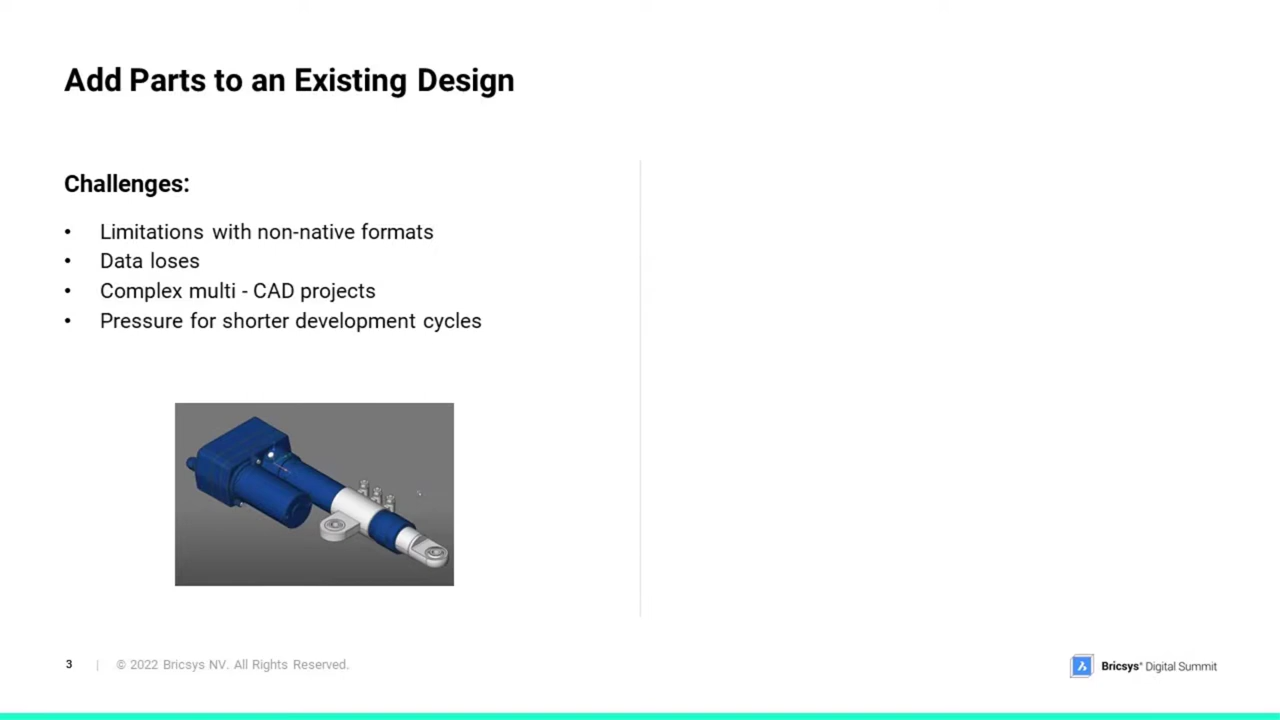 Add Parts to an Existing Design
Challenges:
• Limitations with non-native formats
• Data loses
• Complex multi - CAD projects
• Pressure for shorter development cycles
3 | © 2022 Bricsys NV. All Rights Reserved.
Bricsys® Digital Summit